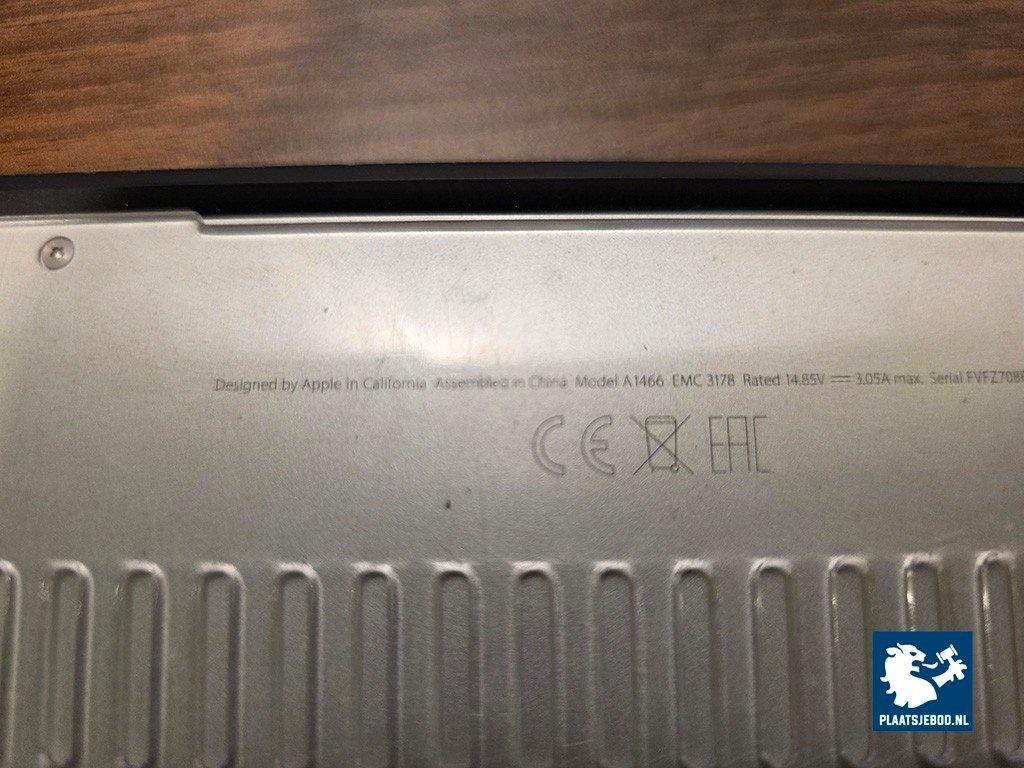 Designed by Apple in California Assembled in China Model A1466 EMC 3178 Rated 14.85V ⎓ 3.05A max. Serial
CE EAC
PLAATSJEBOD.NL